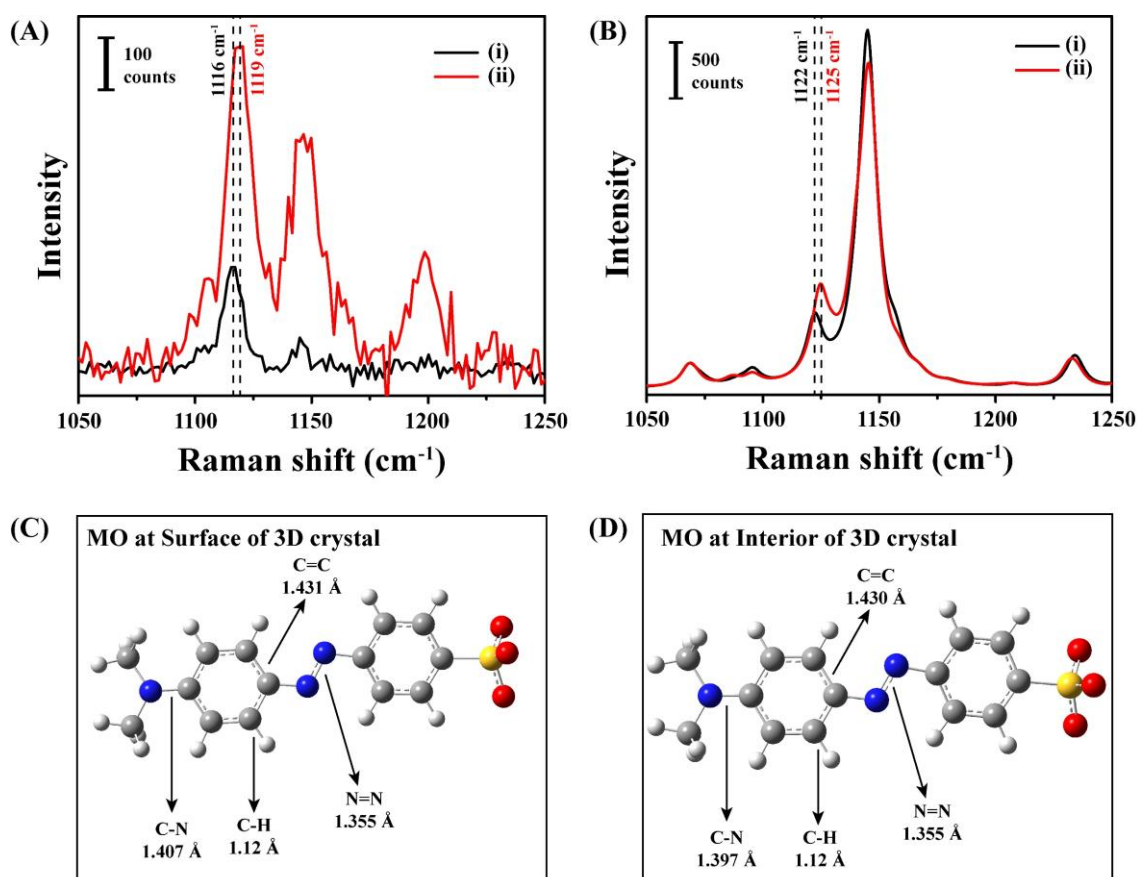 (A)
100
counts
1116 cm⁻¹
1119 cm⁻¹
(i)
(ii)
Intensity
1050 1100 1150 1200 1250
Raman shift (cm⁻¹)
(B)
500
counts
1122 cm⁻¹
1125 cm⁻¹
(i)
(ii)
Intensity
1050 1100 1150 1200 1250
Raman shift (cm⁻¹)
(C)
MO at Surface of 3D crystal
C=C
1.431 Å
N=N
1.355 Å
C-N
1.407 Å
C-H
1.12 Å
(D)
MO at Interior of 3D crystal
C=C
1.430 Å
N=N
1.355 Å
C-N
1.397 Å
C-H
1.12 Å